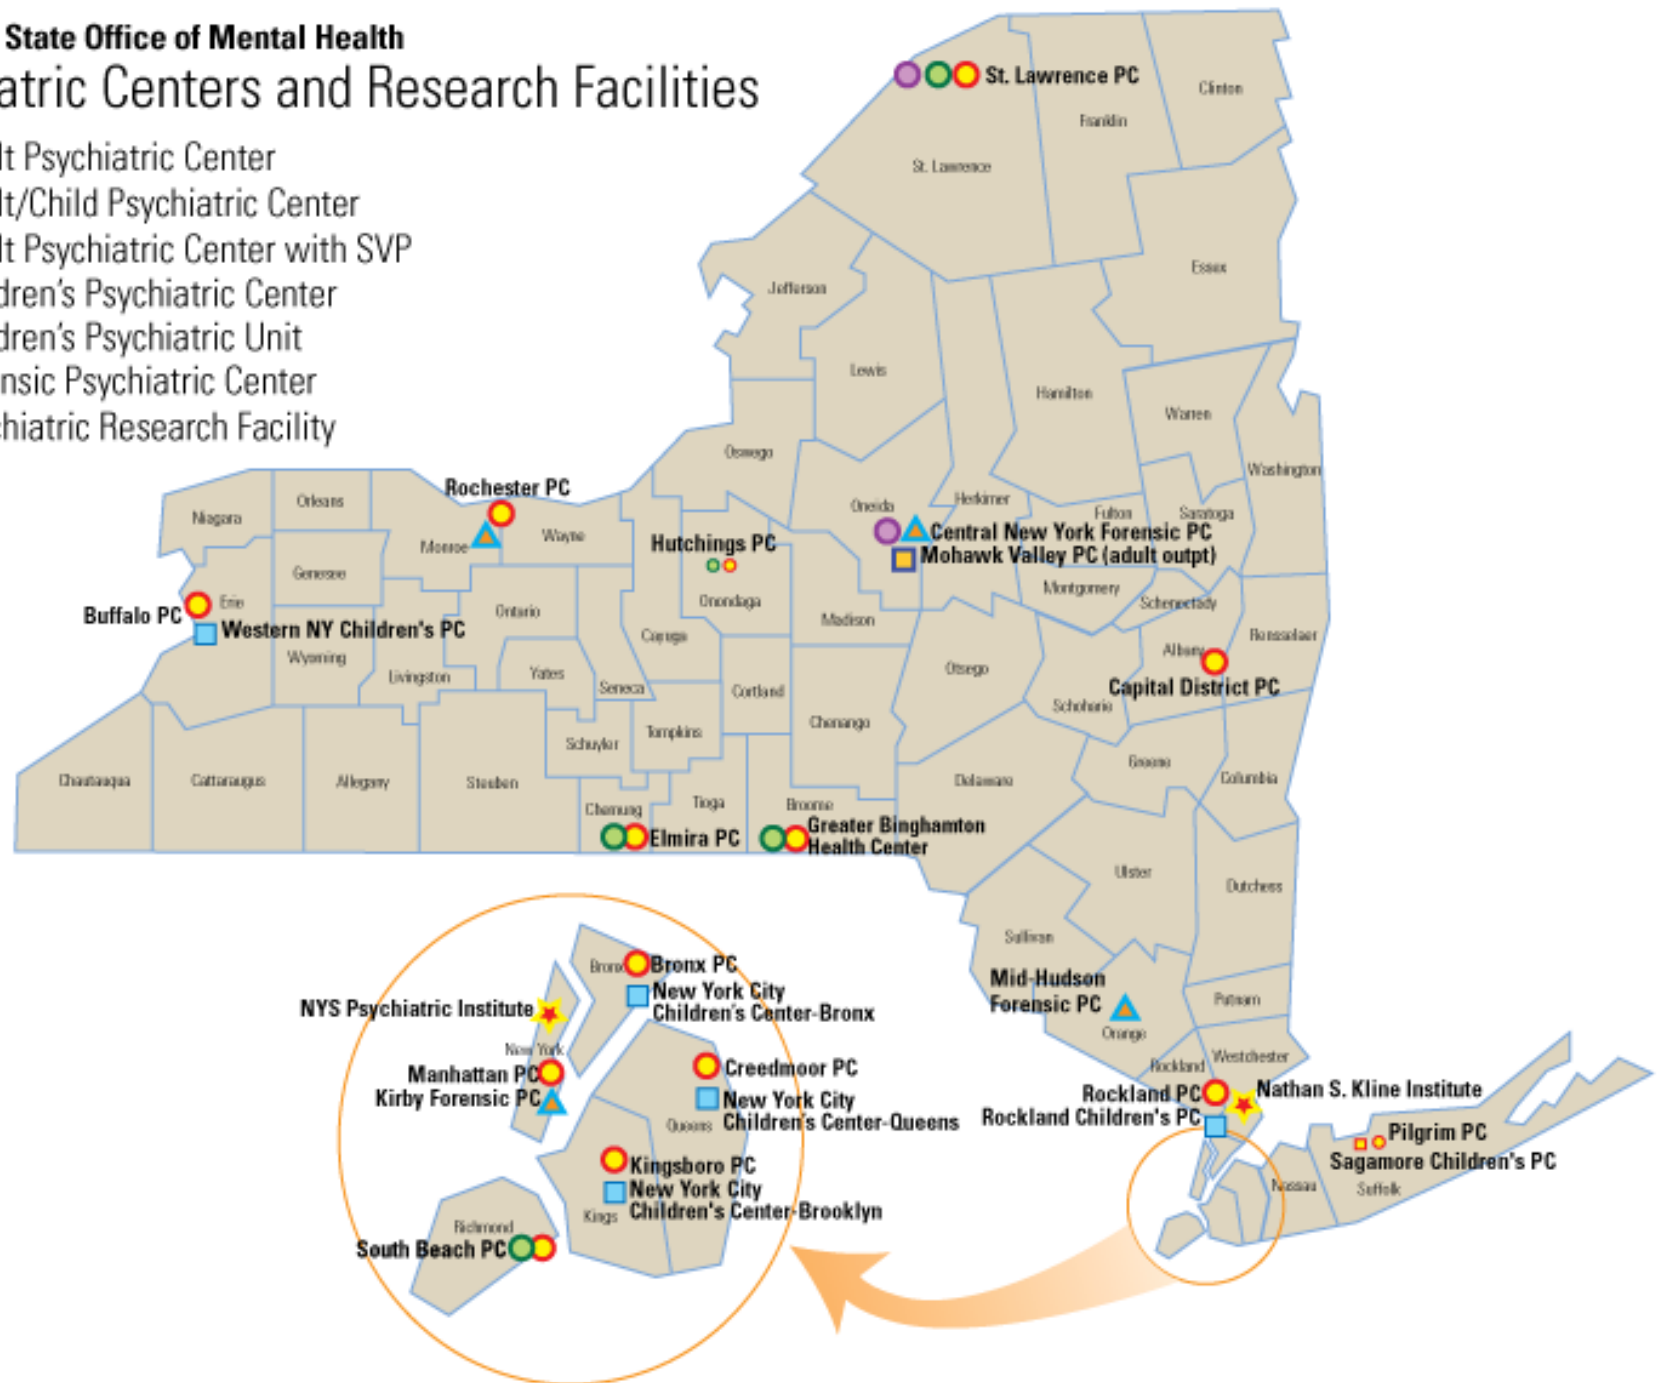 State Office of Mental Health
atric Centers and Research Facilities
lt Psychiatric Center
lt/Child Psychiatric Center
lt Psychiatric Center with SVP
dren's Psychiatric Center
dren's Psychiatric Unit
nsic Psychiatric Center
chiatric Research Facility
St. Lawrence PC
Clinton
Franklin
St. Lawrence
Essex
Jefferson
Lewis
Hamilton
Warren
Oswego
Washington
Rochester PC
Orleans
Niagara
Monroe
Wayne
Oneida
Herkimer
Fulton
Saratoga
Central New York Forensic PC
Mohawk Valley PC (adult outpt)
Hutchings PC
Genesee
Onondaga
Montgomery
Schenectady
Buffalo PC
Erie
Western NY Children's PC
Ontario
Cayuga
Madison
Rensselaer
Albany
Capital District PC
Wyoming
Livingston
Yates
Seneca
Cortland
Otsego
Schoharie
Chenango
Tompkins
Schuyler
Greene
Columbia
Chautauqua
Cattaraugus
Allegany
Steuben
Delaware
Chemung
Tioga
Broome
Elmira PC
Greater Binghamton
Health Center
Ulster
Dutchess
Sullivan
Mid-Hudson
Forensic PC
Orange
Putnam
Rockland
Westchester
Rockland PC
Nathan S. Kline Institute
Rockland Children's PC
Pilgrim PC
Sagamore Children's PC
Nassau
Suffolk
Bronx
Bronx PC
New York City
Children's Center-Bronx
NYS Psychiatric Institute
New York
Manhattan PC
Kirby Forensic PC
Creedmoor PC
New York City
Children's Center-Queens
Queens
Kingsboro PC
New York City
Children's Center-Brooklyn
Kings
Richmond
South Beach PC